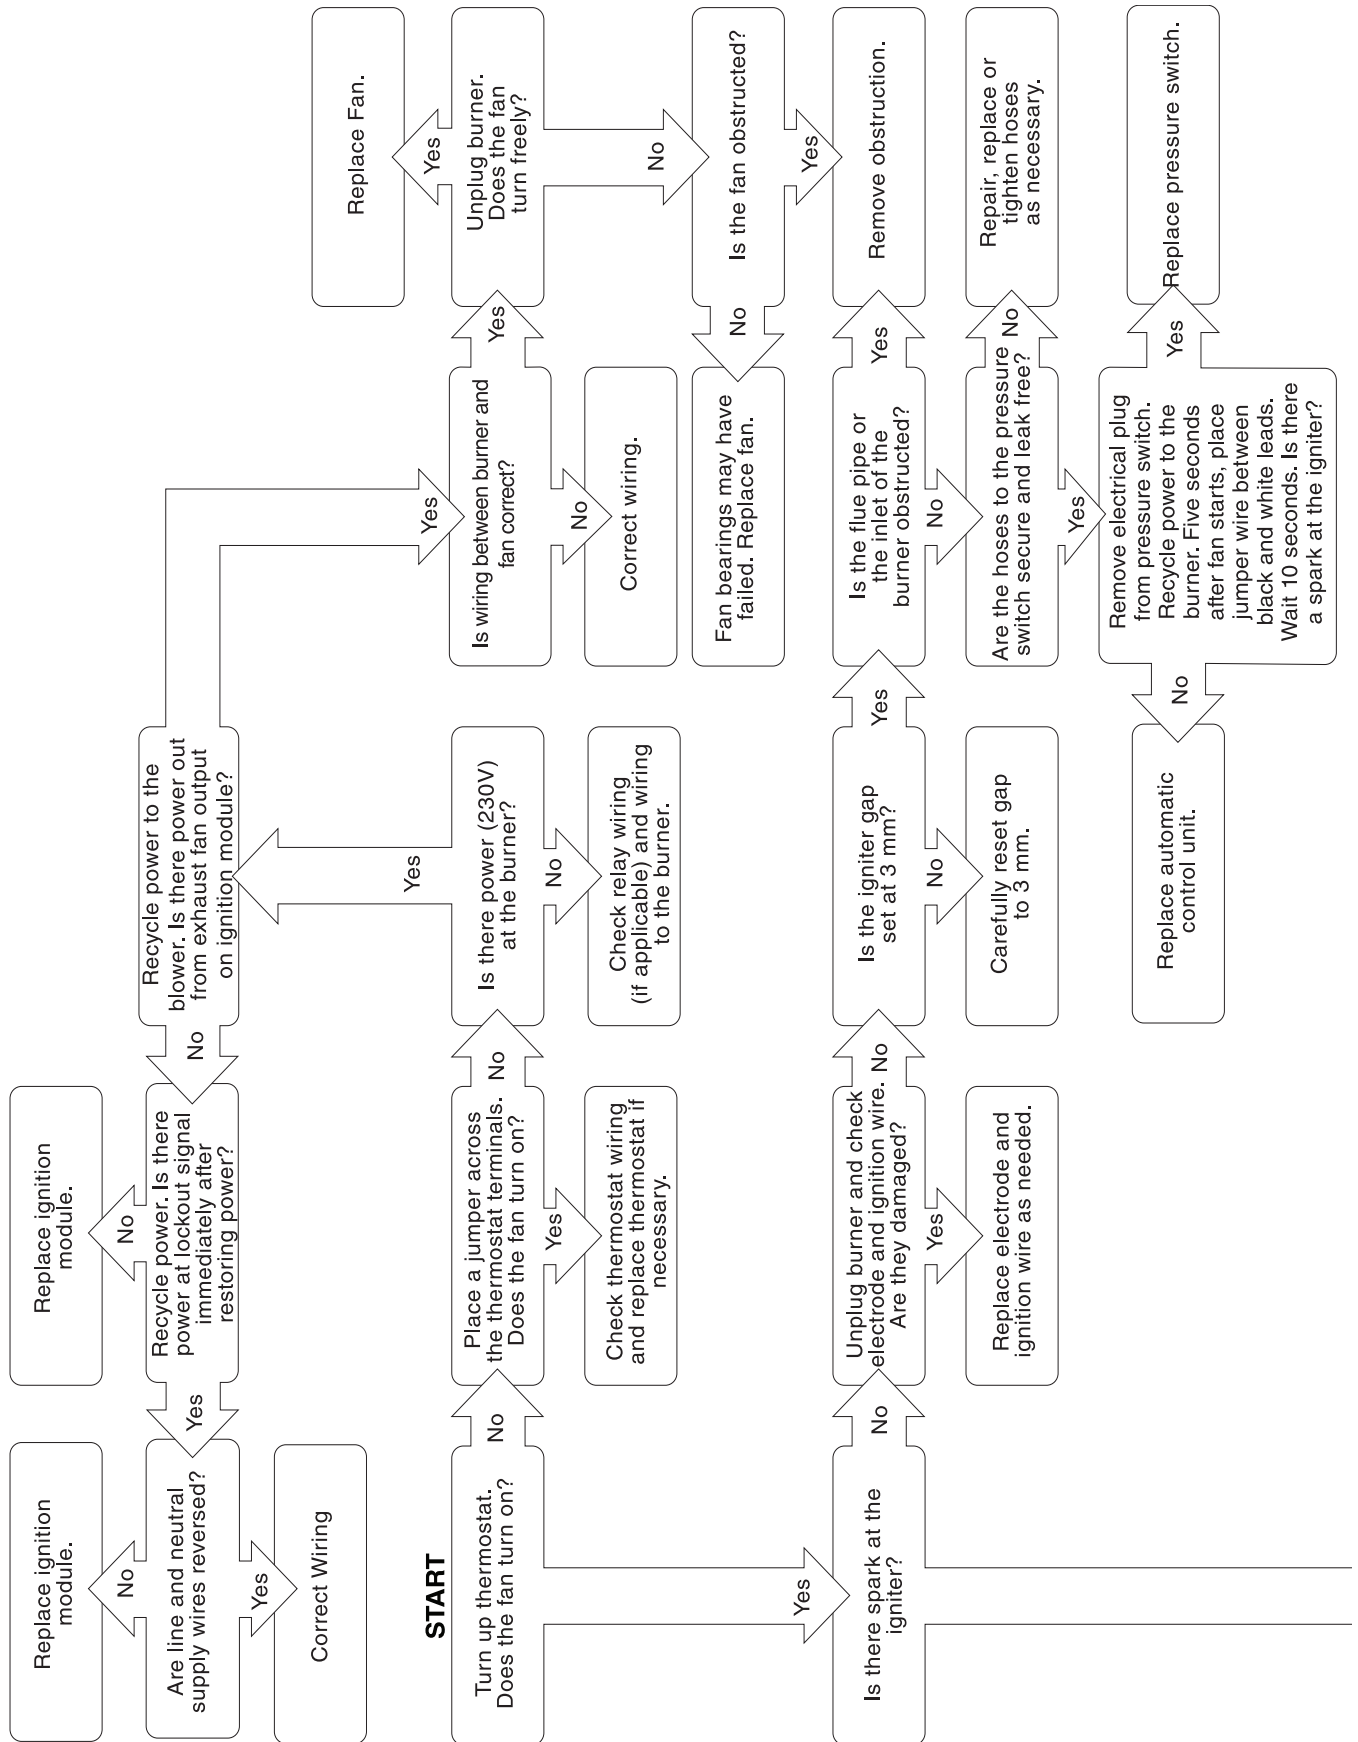 Replace ignition
module.
No
Are line and neutral
supply wires reversed?
Yes
Correct Wiring
Replace ignition
module.
No
Recycle power. Is there
power at lockout signal
immediately after
restoring power?
Yes
No
Recycle power to the
blower. Is there power out
from exhaust fan output
on ignition module?
Yes
START
Turn up thermostat.
Does the fan turn on?
No
Place a jumper across
the thermostat terminals.
Does the fan turn on?
No
Is there power (230V)
at the burner?
Yes
Yes
Check thermostat wiring
and replace thermostat if
necessary.
No
Check relay wiring
(if applicable) and wiring
to the burner.
Is wiring between burner and
fan correct?
Yes
No
Correct wiring.
Unplug burner.
Does the fan
turn freely?
Yes
Replace Fan.
No
Is the fan obstructed?
No
Fan bearings may have
failed. Replace fan.
Yes
Remove obstruction.
Yes
Is there spark at the
igniter?
No
Unplug burner and check
electrode and ignition wire.
Are they damaged?
No
Yes
Replace electrode and
ignition wire as needed.
Is the igniter gap
set at 3 mm?
Yes
No
Carefully reset gap
to 3 mm.
Is the flue pipe or
the inlet of the
burner obstructed?
Yes
No
Are the hoses to the pressure
switch secure and leak free?
No
Repair, replace or
tighten hoses
as necessary.
Yes
Remove electrical plug
from pressure switch.
Recycle power to the
burner. Five seconds
after fan starts, place
jumper wire between
black and white leads.
Wait 10 seconds. Is there
a spark at the igniter?
Yes
Replace pressure switch.
No
Replace automatic
control unit.